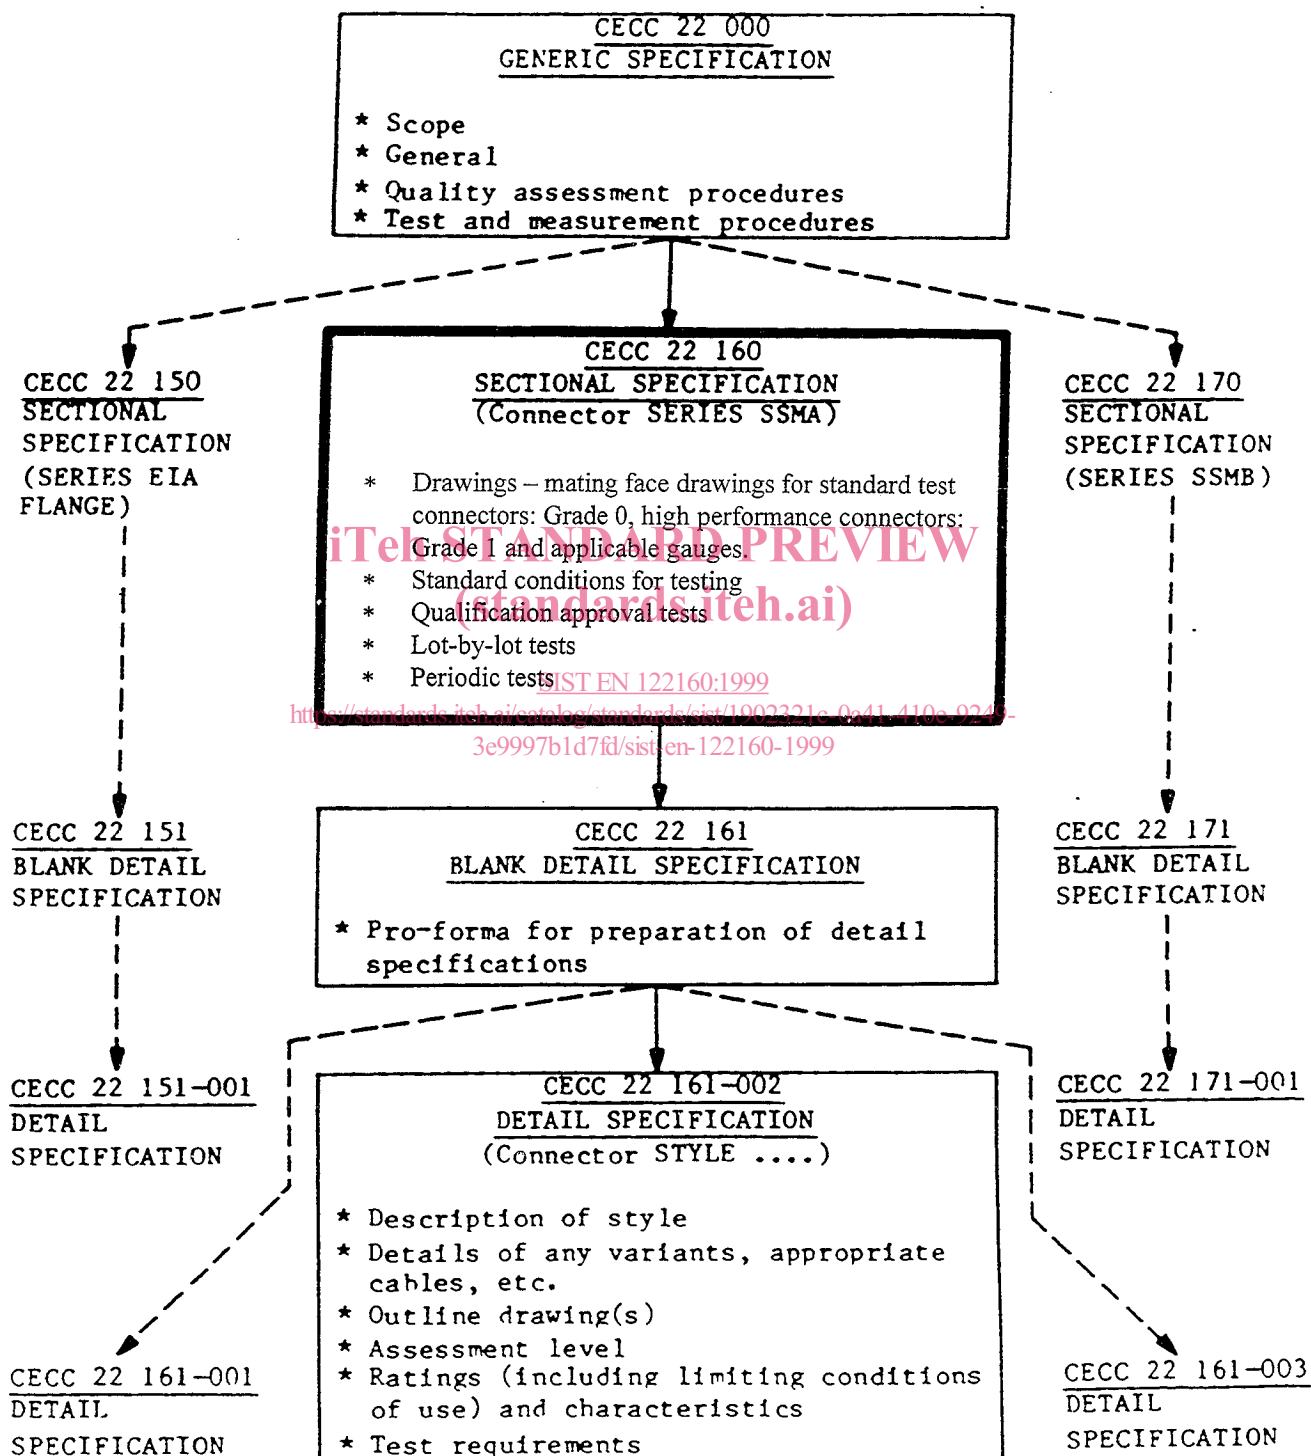 CECC 22 000
GENERIC SPECIFICATION
* Scope
* General
* Quality assessment procedures
* Test and measurement procedures
CECC 22 150
SECTIONAL
SPECIFICATION
(SERIES EIA
FLANGE)
CECC 22 160
SECTIONAL SPECIFICATION
(Connector SERIES SSMA)
* Drawings – mating face drawings for standard test
connectors: Grade 0, high performance connectors:
Grade 1 and applicable gauges.
* Standard conditions for testing
* Qualification approval tests
* Lot-by-lot tests
* Periodic tests
CECC 22 170
SECTIONAL
SPECIFICATION
(SERIES SSMB)
iTeh STANDARD PREVIEW
(standards.iteh.ai)
SIST EN 122160:1999
https://standards.iteh.ai/catalog/standards/sist/1902321c-0a41-410e-9249-
3e9997b1d7fd/sist-en-122160-1999
CECC 22 151
BLANK DETAIL
SPECIFICATION
CECC 22 161
BLANK DETAIL SPECIFICATION
* Pro-forma for preparation of detail
specifications
CECC 22 171
BLANK DETAIL
SPECIFICATION
CECC 22 151-001
DETAIL
SPECIFICATION
CECC 22 161-002
DETAIL SPECIFICATION
(Connector STYLE ....)
* Description of style
* Details of any variants, appropriate
cables, etc.
* Outline drawing(s)
* Assessment level
* Ratings (including limiting conditions
of use) and characteristics
* Test requirements
CECC 22 171-001
DETAIL
SPECIFICATION
CECC 22 161-001
DETAIL
SPECIFICATION
CECC 22 161-003
DETAIL
SPECIFICATION